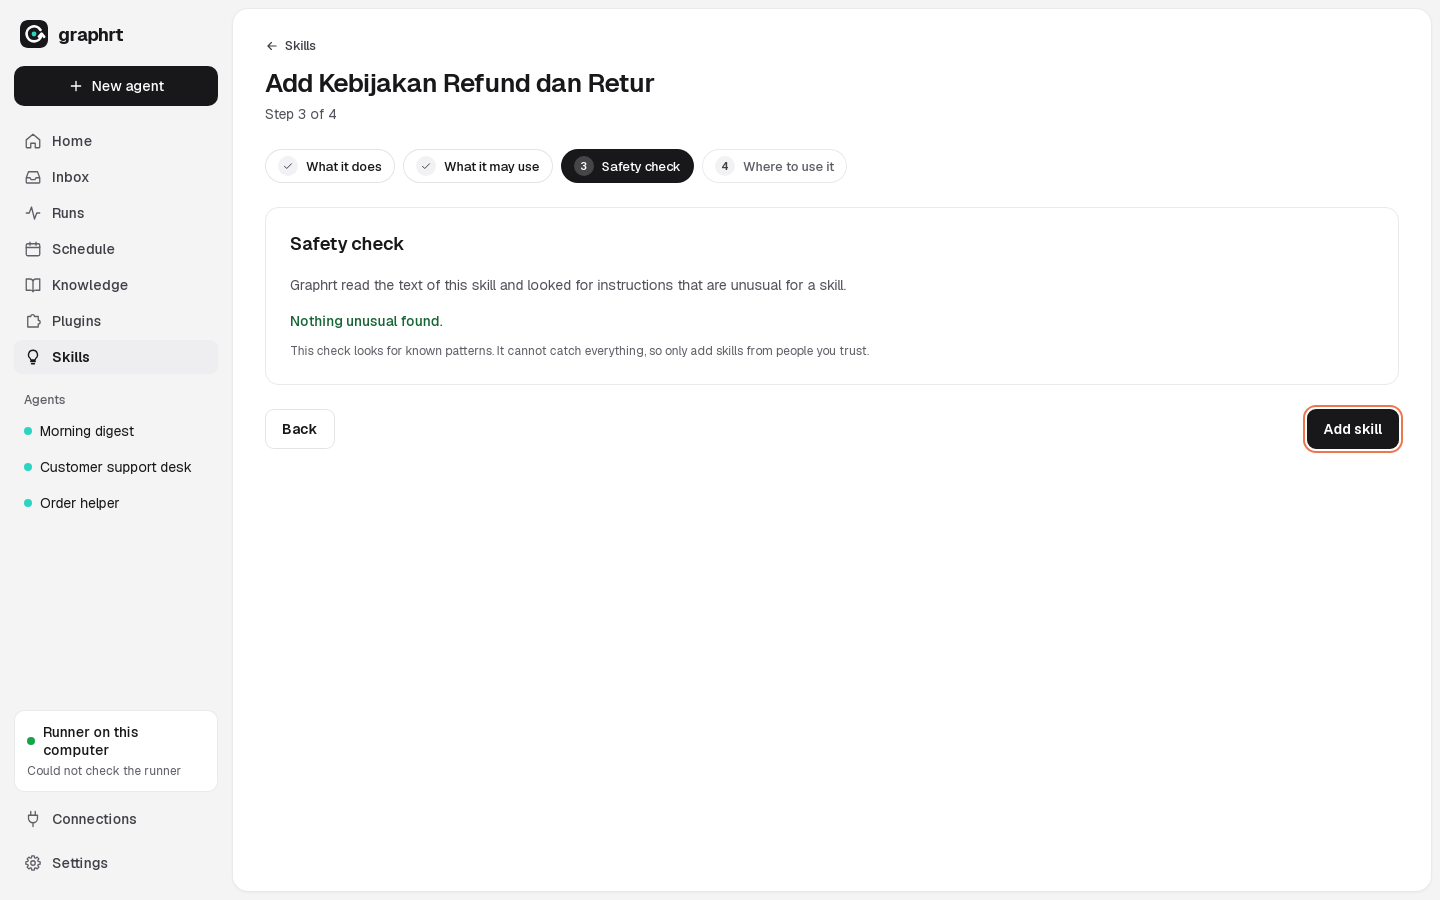 graphrt
New agent
Home
Inbox
Runs
Schedule
Knowledge
Plugins
Skills
Agents
Morning digest
Customer support desk
Order helper
Runner on this
computer
Could not check the runner
Connections
Settings
Skills
Add Kebijakan Refund dan Retur
Step 3 of 4
What it does
What it may use
3 Safety check
4 Where to use it
Safety check
Graphrt read the text of this skill and looked for instructions that are unusual for a skill.
Nothing unusual found.
This check looks for known patterns. It cannot catch everything, so only add skills from people you trust.
Back
Add skill